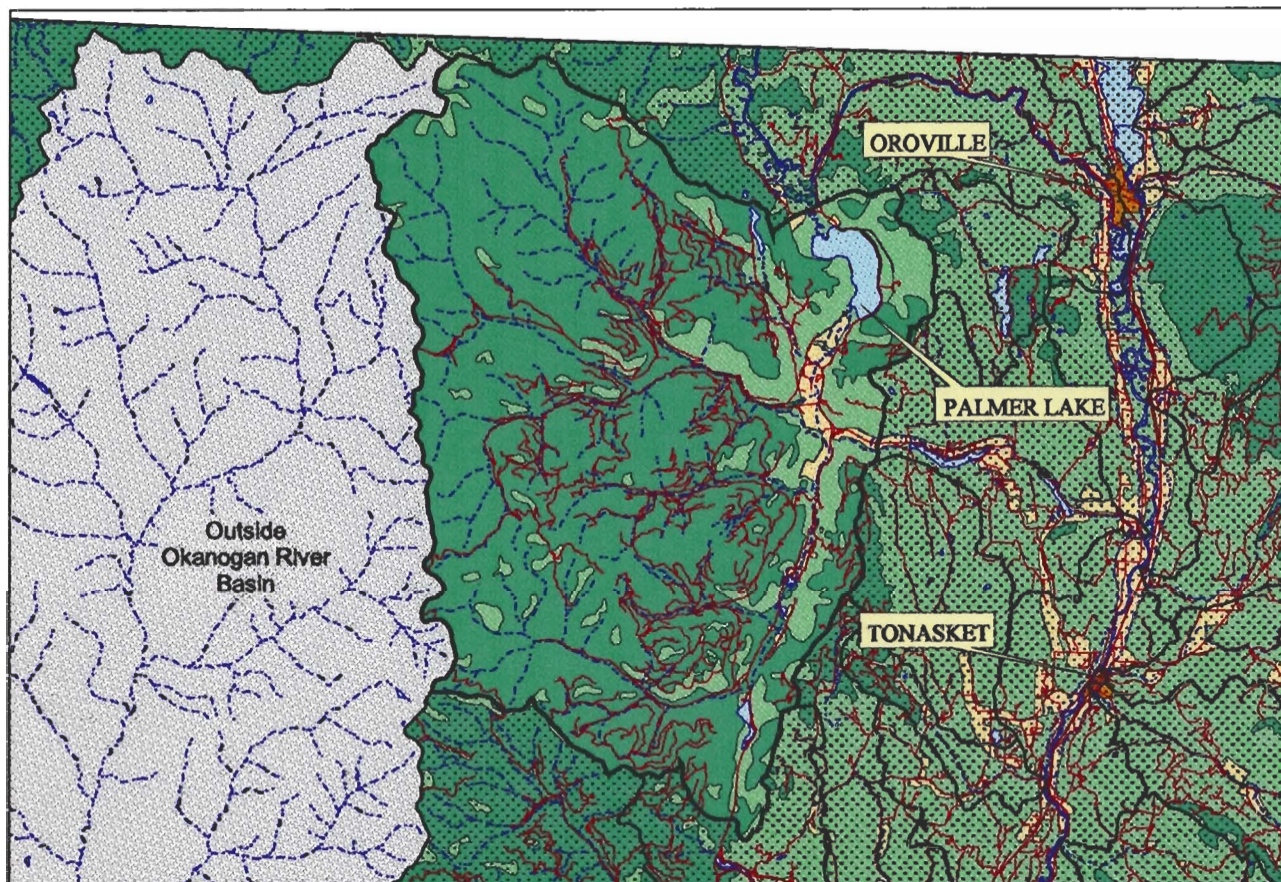 OROVILLE
PALMER LAKE
Outside
Okanogan River
Basin
TONASKET